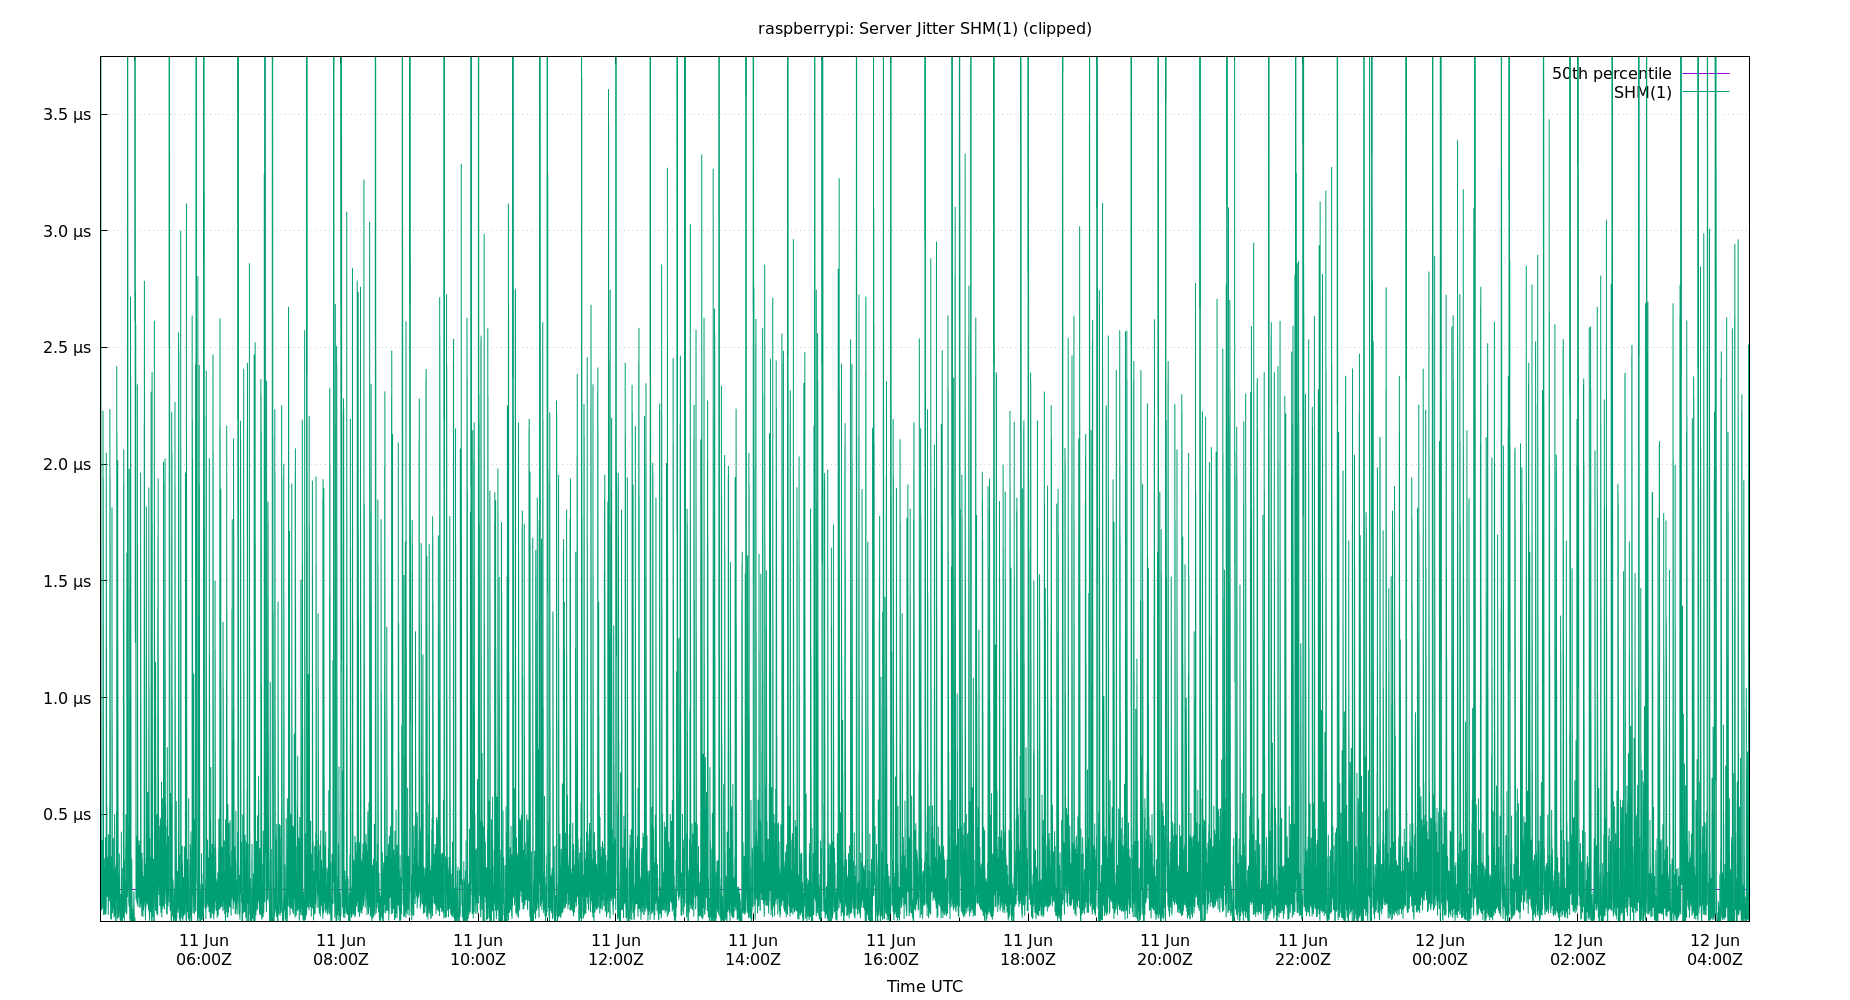 raspberrypi: Server Jitter SHM(1) (clipped)
50th percentile
SHM(1)
3.5 μs
3.0 μs
2.5 μs
2.0 μs
1.5 μs
1.0 μs
0.5 μs
11 Jun 11 Jun 11 Jun 11 Jun 11 Jun 11 Jun 11 Jun 11 Jun 11 Jun 12 Jun 12 Jun 12 Jun
06:00Z 08:00Z 10:00Z 12:00Z 14:00Z 16:00Z 18:00Z 20:00Z 22:00Z 00:00Z 02:00Z 04:00Z
Time UTC